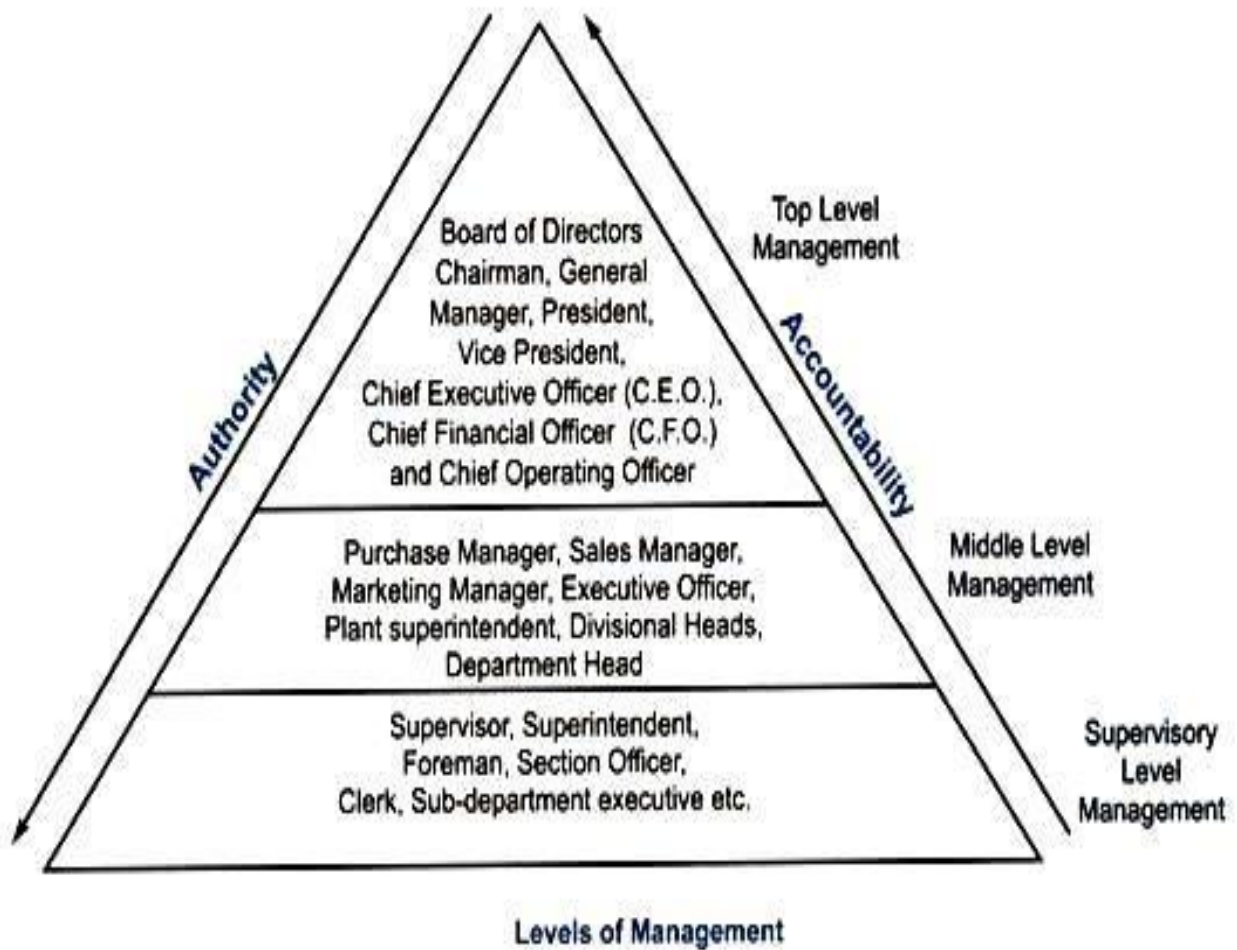 Board of Directors
Chairman, General
Manager, President,
Vice President,
Chief Executive Officer (C.E.O.),
Chief Financial Officer (C.F.O.)
and Chief Operating Officer
Top Level
Management
Authority
Accountability
Purchase Manager, Sales Manager,
Marketing Manager, Executive Officer,
Plant superintendent, Divisional Heads,
Department Head
Middle Level
Management
Supervisor, Superintendent,
Foreman, Section Officer,
Clerk, Sub-department executive etc.
Supervisory
Level
Management
Levels of Management